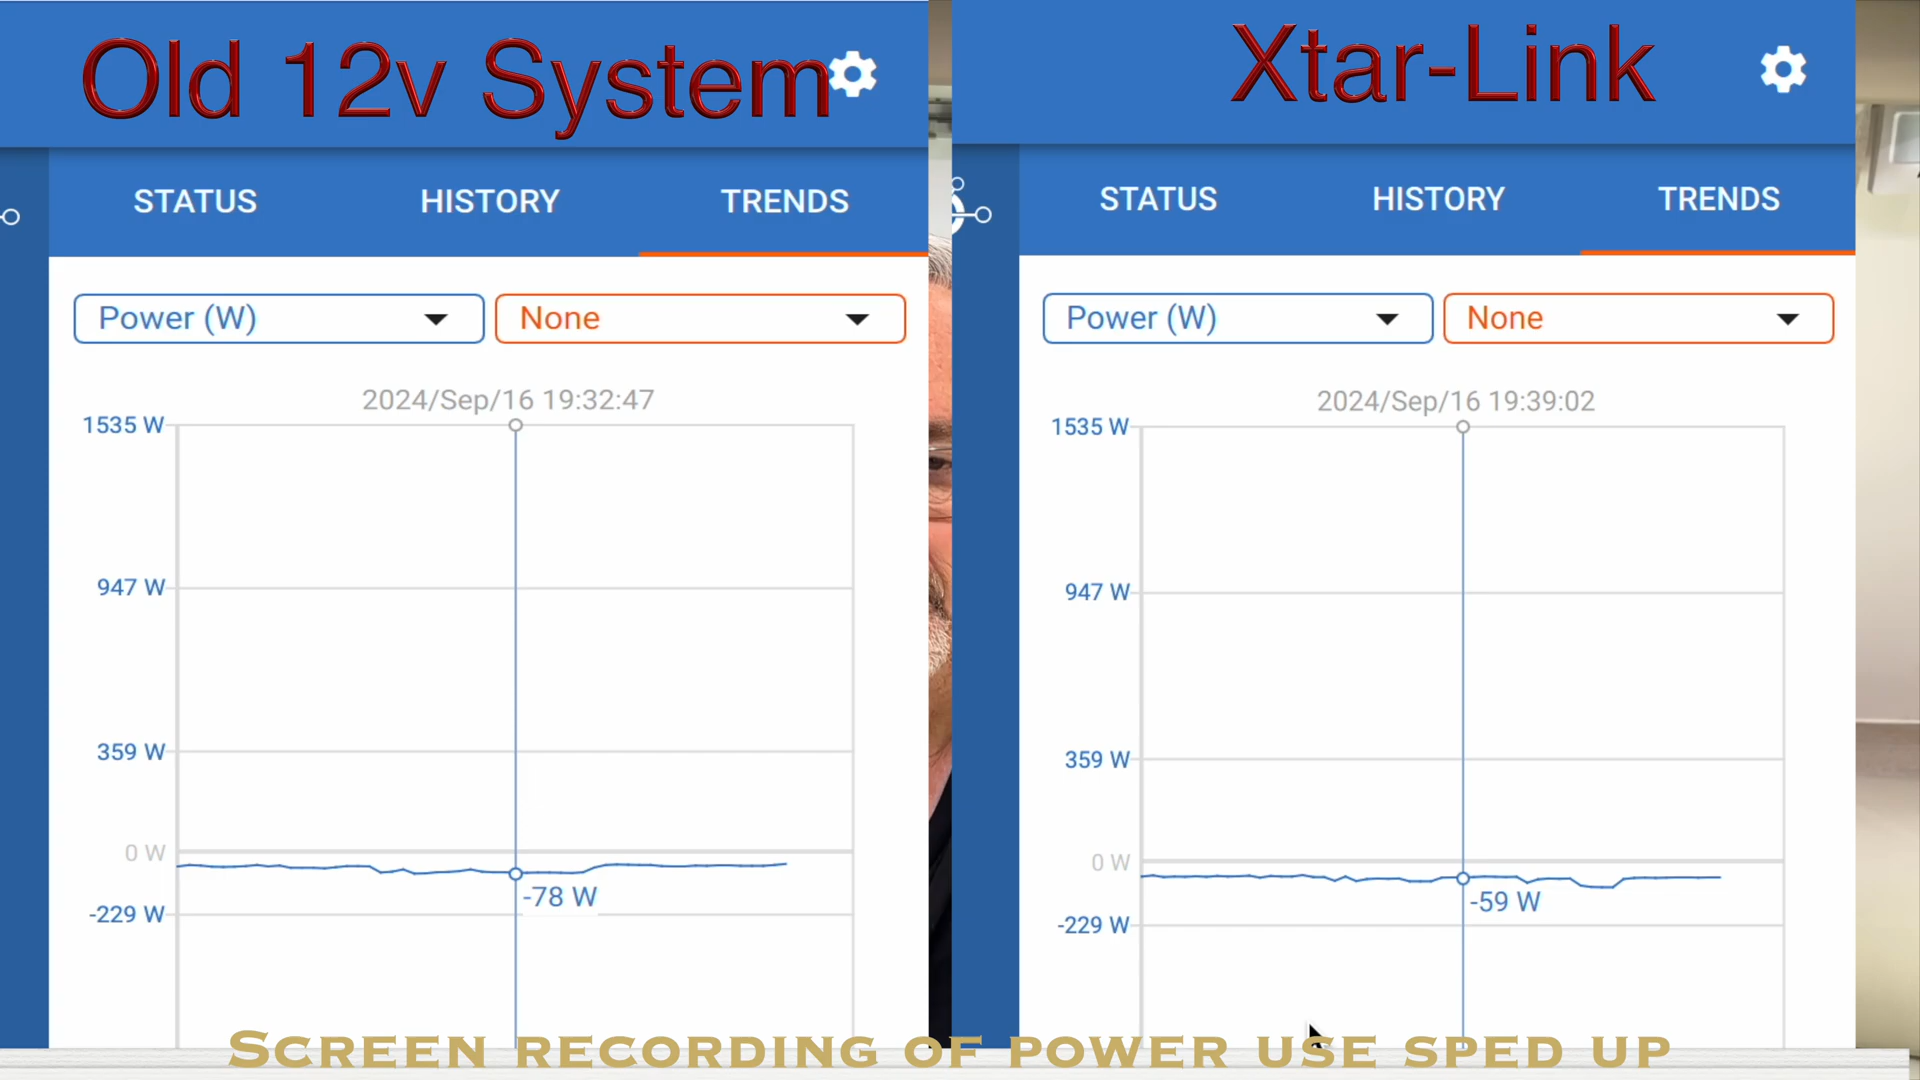 Old 12v System
STATUS HISTORY TRENDS
Power (W) None
2024/Sep/16 19:32:47
1535 W
947 W
359 W
0 W
-78 W
-229 W
Xtar-Link
STATUS HISTORY TRENDS
Power (W) None
2024/Sep/16 19:39:02
1535 W
947 W
359 W
0 W
-59 W
-229 W
SCREEN RECORDING OF POWER USE SPED UP